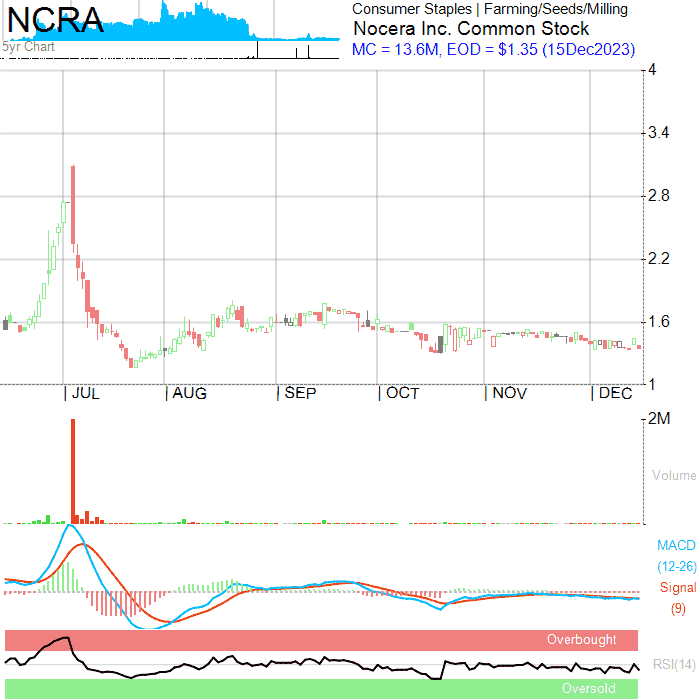 NCRA
5yr Chart
Consumer Staples | Farming/Seeds/Milling
Nocera Inc. Common Stock
MC = 13.6M, EOD = $1.35 (15Dec2023)
4
3.4
2.8
2.2
1.6
1
JUL AUG SEP OCT NOV DEC
2M
Volume
MACD
(12-26)
Signal
(9)
Overbought
RSI(14)
Oversold